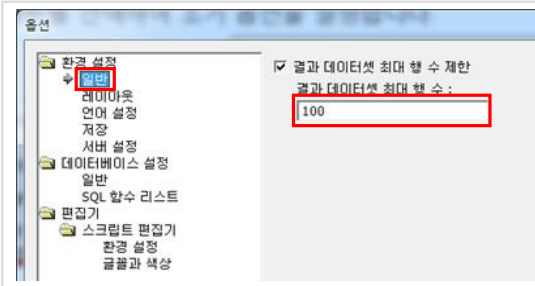 옵션
환경 설정
일반
레이아웃
언어 설정
저장
서버 설정
데이터베이스 설정
일반
SQL 함수 리스트
편집기
스크립트 편집기
환경 설정
글꼴과 색상
결과 데이터셋 최대 행 수 제한
결과 데이터셋 최대 행 수 :
100